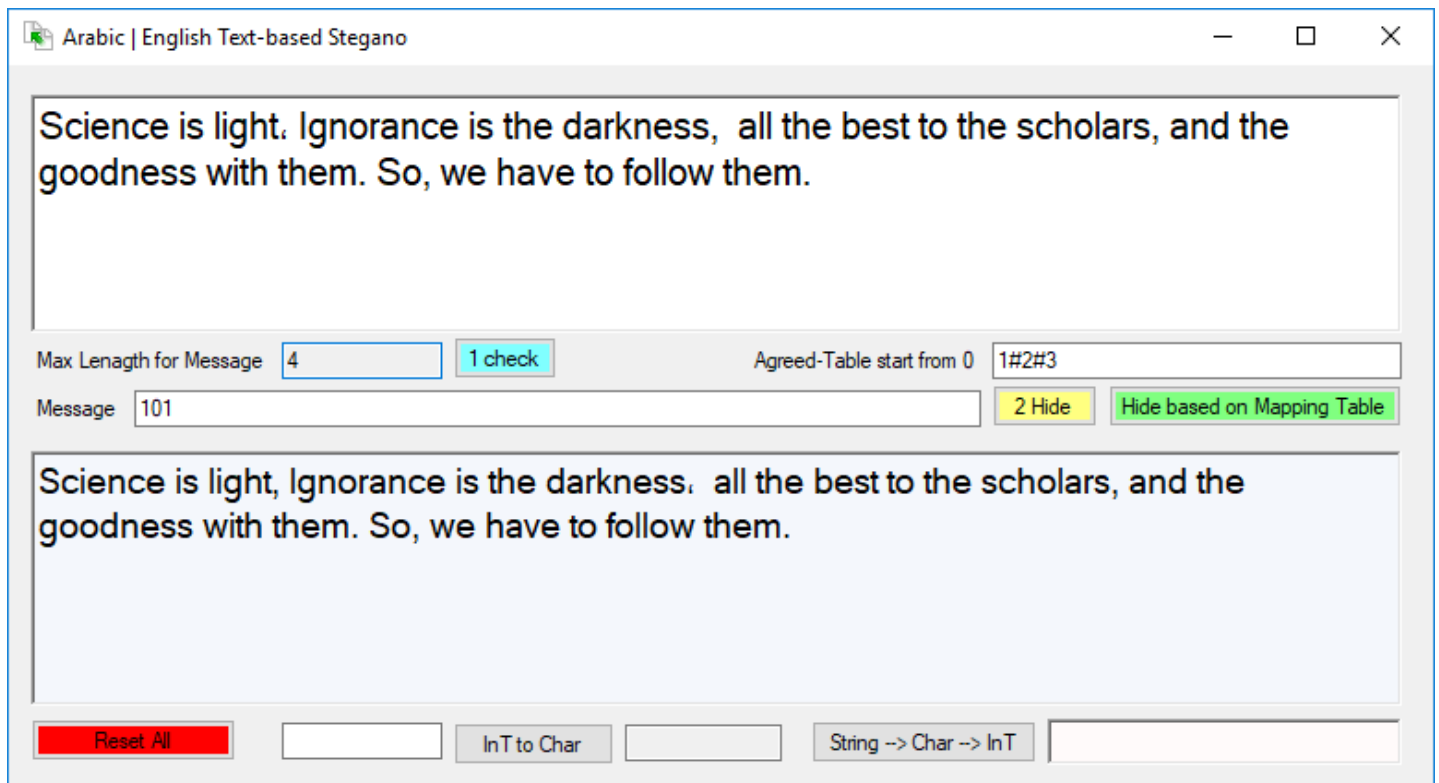 Arabic | English Text-based Stegano
Science is light، Ignorance is the darkness,  all the best to the scholars, and the
goodness with them. So, we have to follow them.
Max Lenagth for Message 4 1 check Agreed-Table start from 0 1#2#3
Message 101 2 Hide Hide based on Mapping Table
Science is light, Ignorance is the darkness،  all the best to the scholars, and the
goodness with them. So, we have to follow them.
Reset All InT to Char String --> Char --> InT